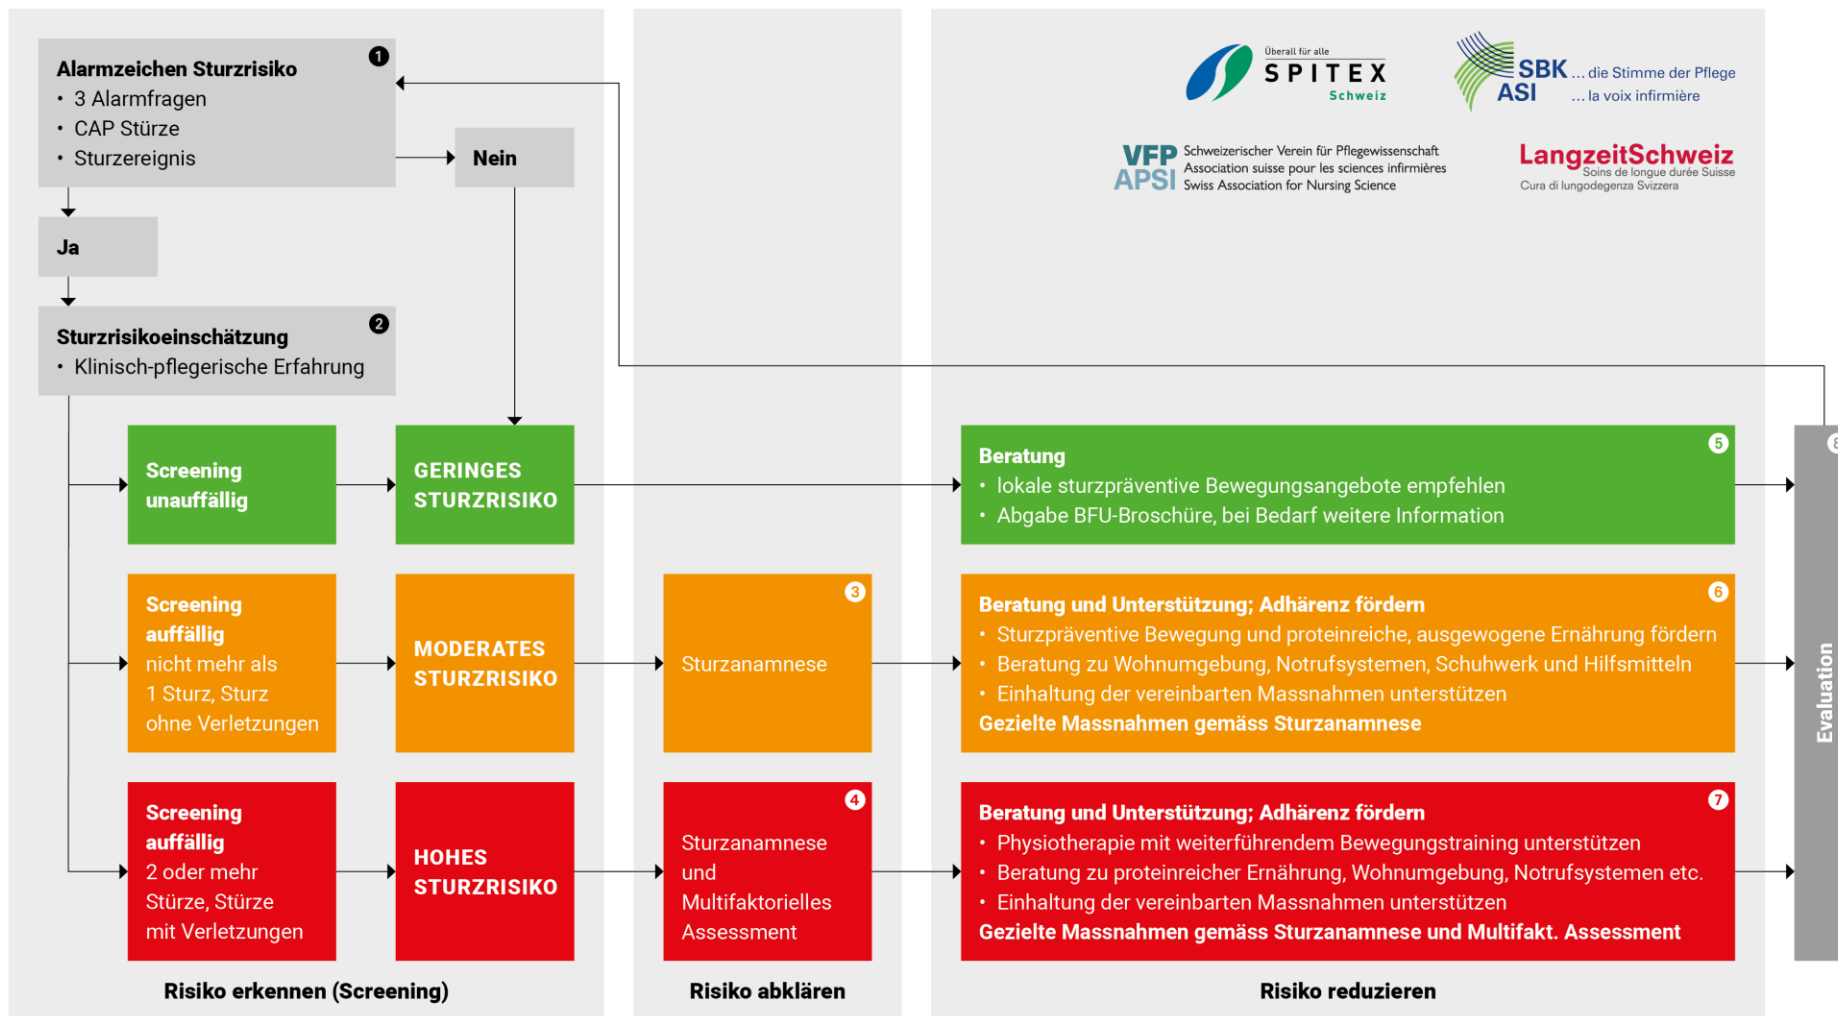 1
Alarmzeichen Sturzrisiko
• 3 Alarmfragen
• CAP Stürze
• Sturzereignis
Nein
Ja
2
Sturzrisikoeinschätzung
• Klinisch-pflegerische Erfahrung
Screening
unauffällig
GERINGES
STURZRISIKO
Screening
auffällig
nicht mehr als
1 Sturz, Sturz
ohne Verletzungen
MODERATES
STURZRISIKO
Screening
auffällig
2 oder mehr
Stürze, Stürze
mit Verletzungen
HOHES
STURZRISIKO
Risiko erkennen (Screening)
3
Sturzanamnese
4
Sturzanamnese
und
Multifaktorielles
Assessment
Risiko abklären
Überall für alle
SPITEX
Schweiz
SBK ... die Stimme der Pflege
ASI ... la voix infirmière
VFP
APSI
Schweizerischer Verein für Pflegewissenschaft
Association suisse pour les sciences infirmières
Swiss Association for Nursing Science
LangzeitSchweiz
Soins de longue durée Suisse
Cura di lungodegenza Svizzera
5
Beratung
• lokale sturzpräventive Bewegungsangebote empfehlen
• Abgabe BFU-Broschüre, bei Bedarf weitere Information
6
Beratung und Unterstützung; Adhärenz fördern
• Sturzpräventive Bewegung und proteinreiche, ausgewogene Ernährung fördern
• Beratung zu Wohnumgebung, Notrufsystemen, Schuhwerk und Hilfsmitteln
• Einhaltung der vereinbarten Massnahmen unterstützen
Gezielte Massnahmen gemäss Sturzanamnese
7
Beratung und Unterstützung; Adhärenz fördern
• Physiotherapie mit weiterführendem Bewegungstraining unterstützen
• Beratung zu proteinreicher Ernährung, Wohnumgebung, Notrufsystemen etc.
• Einhaltung der vereinbarten Massnahmen unterstützen
Gezielte Massnahmen gemäss Sturzanamnese und Multifakt. Assessment
Risiko reduzieren
8
Evaluation